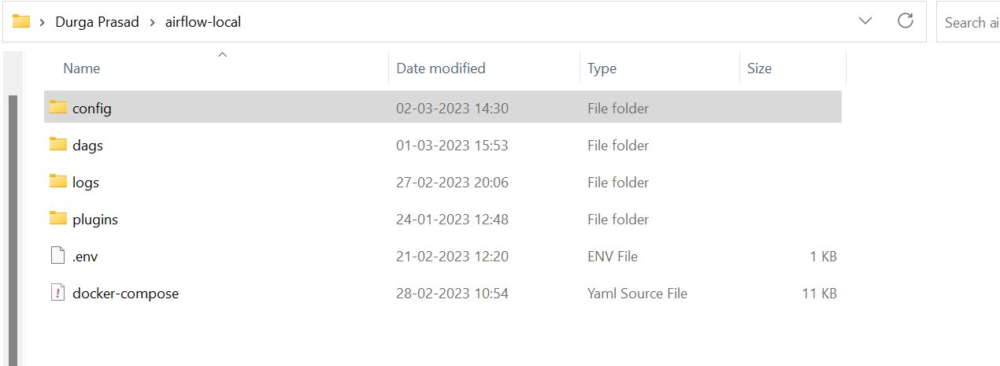 Durga Prasad > airflow-local Search ai
Name Date modified Type Size
config 02-03-2023 14:30 File folder
dags 01-03-2023 15:53 File folder
logs 27-02-2023 20:06 File folder
plugins 24-01-2023 12:48 File folder
.env 21-02-2023 12:20 ENV File 1 KB
docker-compose 28-02-2023 10:54 Yaml Source File 11 KB